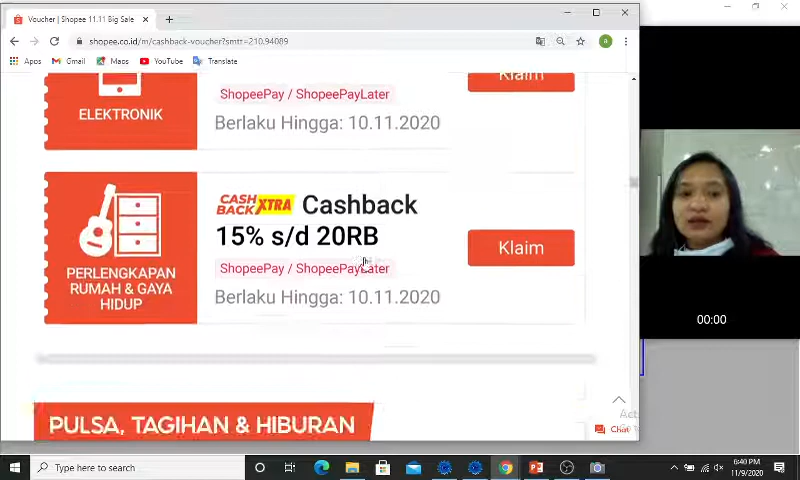 Voucher | Shopee 11.11 Big Sale
shopee.co.id/m/cashback-voucher?smtt=210.94089
Apps
Gmail
Maps
YouTube
Translate
a
ELEKTRONIK
ShopeePay / ShopeePayLater
Berlaku Hingga: 10.11.2020
Klaim
PERLENGKAPAN
RUMAH & GAYA
HIDUP
CASH BACK XTRA Cashback
15% s/d 20RB
ShopeePay / ShopeePayLater
Berlaku Hingga: 10.11.2020
Klaim
PULSA, TAGIHAN & HIBURAN
Chat
00:00
Type here to search
6:40 PM
11/9/2020